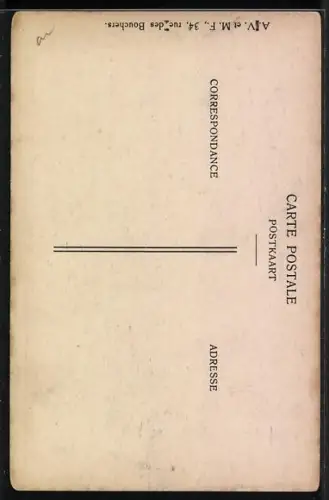 CARTE POSTALE
POSTKAART
CORRESPONDANCE
ADRESSE
A. V. et M. F., 34, rue des Bouchers.